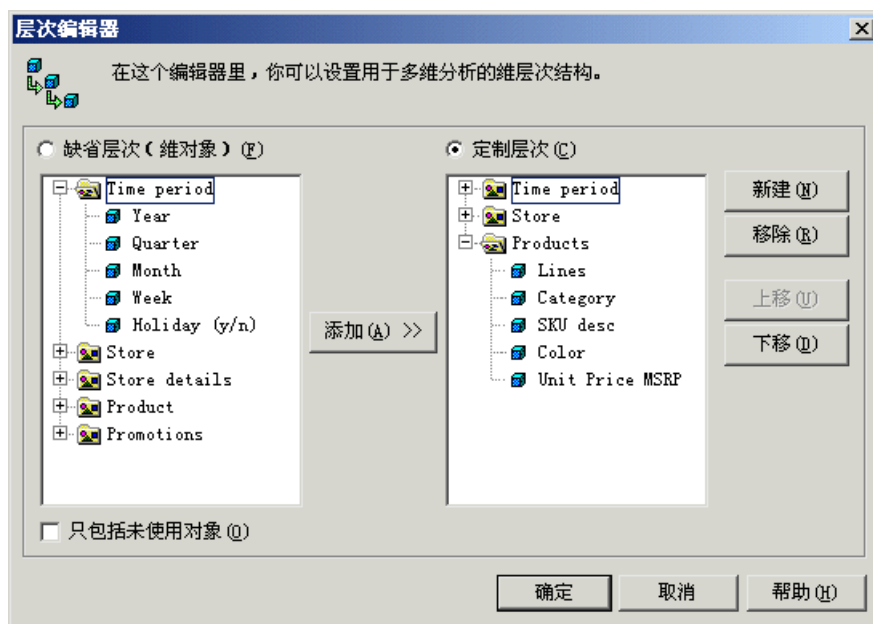 层次编辑器
在这个编辑器里，你可以设置用于多维分析的维层次结构。
缺省层次（维对象）(F)
Time period
Year
Quarter
Month
Week
Holiday (y/n)
Store
Store details
Product
Promotions
只包括未使用对象(O)
添加(A) >>
定制层次(C)
Time period
Store
Products
Lines
Category
SKU desc
Color
Unit Price MSRP
新建(N)
移除(R)
上移(U)
下移(D)
确定
取消
帮助(H)